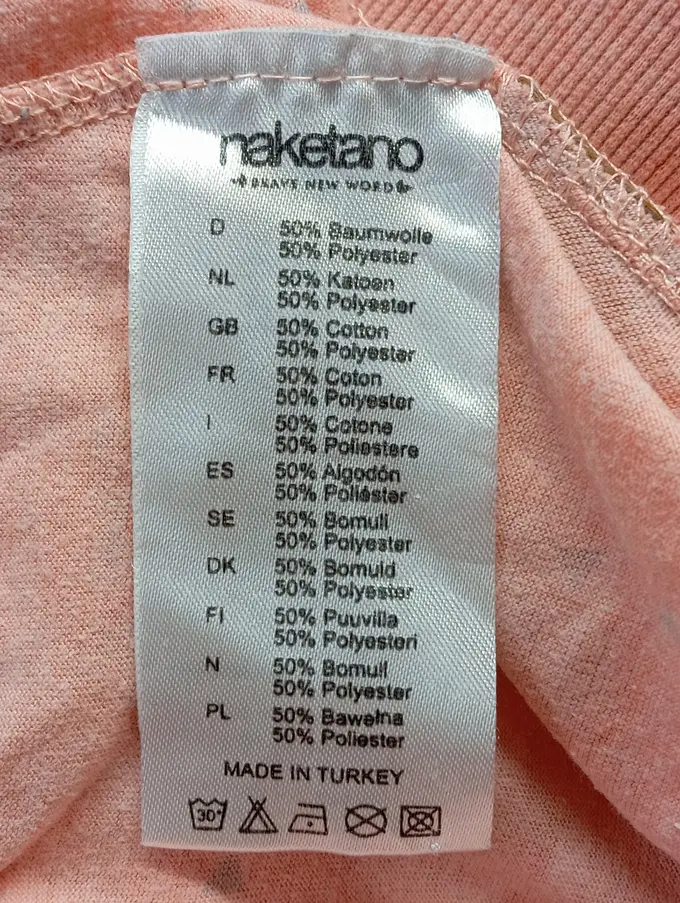 naketano
BRAVE NEW WORD
D 50% Baumwolle
50% Polyester
NL 50% Katoen
50% Polyester
GB 50% Cotton
50% Polyester
FR 50% Coton
50% Polyester
I 50% Cotone
50% Poliestere
ES 50% Algodón
50% Poliéster
SE 50% Bomull
50% Polyester
DK 50% Bomuld
50% Polyester
FI 50% Puuvilla
50% Polyesteri
N 50% Bomull
50% Polyester
PL 50% Bawełna
50% Poliester
MADE IN TURKEY
30°